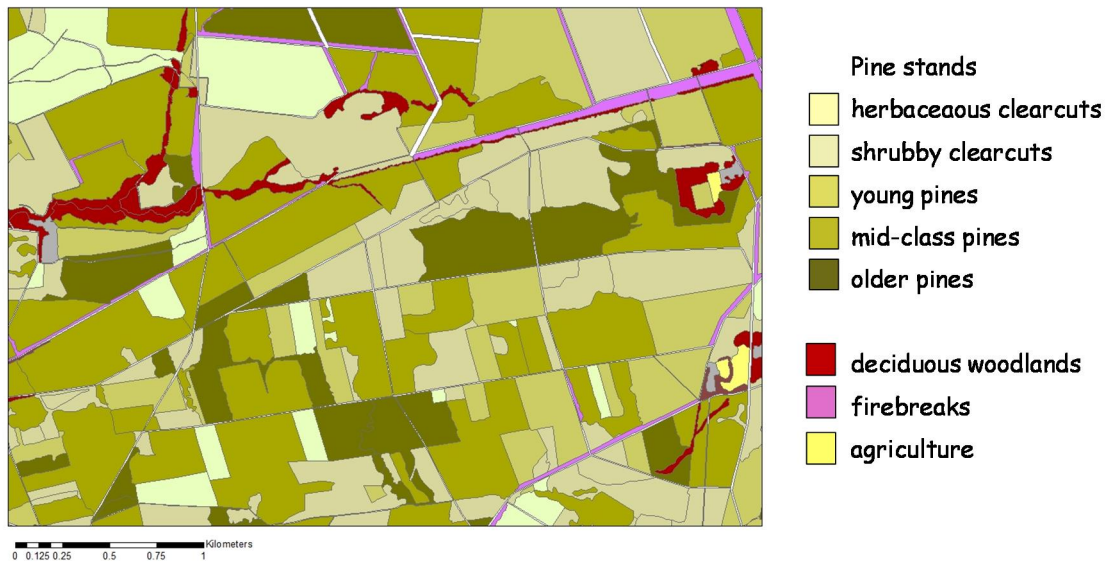 Pine stands
herbaceaous clearcuts
shrubby clearcuts
young pines
mid-class pines
older pines
deciduous woodlands
firebreaks
agriculture
Kilometers
0 0.125 0.25 0.5 0.75 1